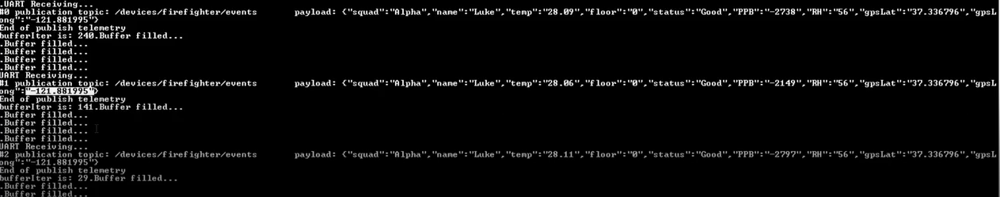 .UART Receiving...
#0 publication topic: /devices/firefighter/events payload: {"squad":"Alpha","name":"Luke","temp":"28.09","floor":"0","status":"Good","PPB":"-2738","RH":"56","gpsLat":"37.336796","gpsL
ong":"-121.881995"}
End of publish telemetry
bufferIter is: 240.Buffer filled...
.Buffer filled...
.Buffer filled...
.Buffer filled...
.Buffer filled...
UART Receiving...
#1 publication topic: /devices/firefighter/events payload: {"squad":"Alpha","name":"Luke","temp":"28.06","floor":"0","status":"Good","PPB":"-2149","RH":"56","gpsLat":"37.336796","gpsL
ong":"-121.881995"}
End of publish telemetry
bufferIter is: 141.Buffer filled...
.Buffer filled...
.Buffer filled...
.Buffer filled...
.Buffer filled...
UART Receiving...
#2 publication topic: /devices/firefighter/events payload: {"squad":"Alpha","name":"Luke","temp":"28.11","floor":"0","status":"Good","PPB":"-2797","RH":"56","gpsLat":"37.336796","gpsL
ong":"-121.881995"}
End of publish telemetry
bufferIter is: 29.Buffer filled...
.Buffer filled...
.Buffer filled...